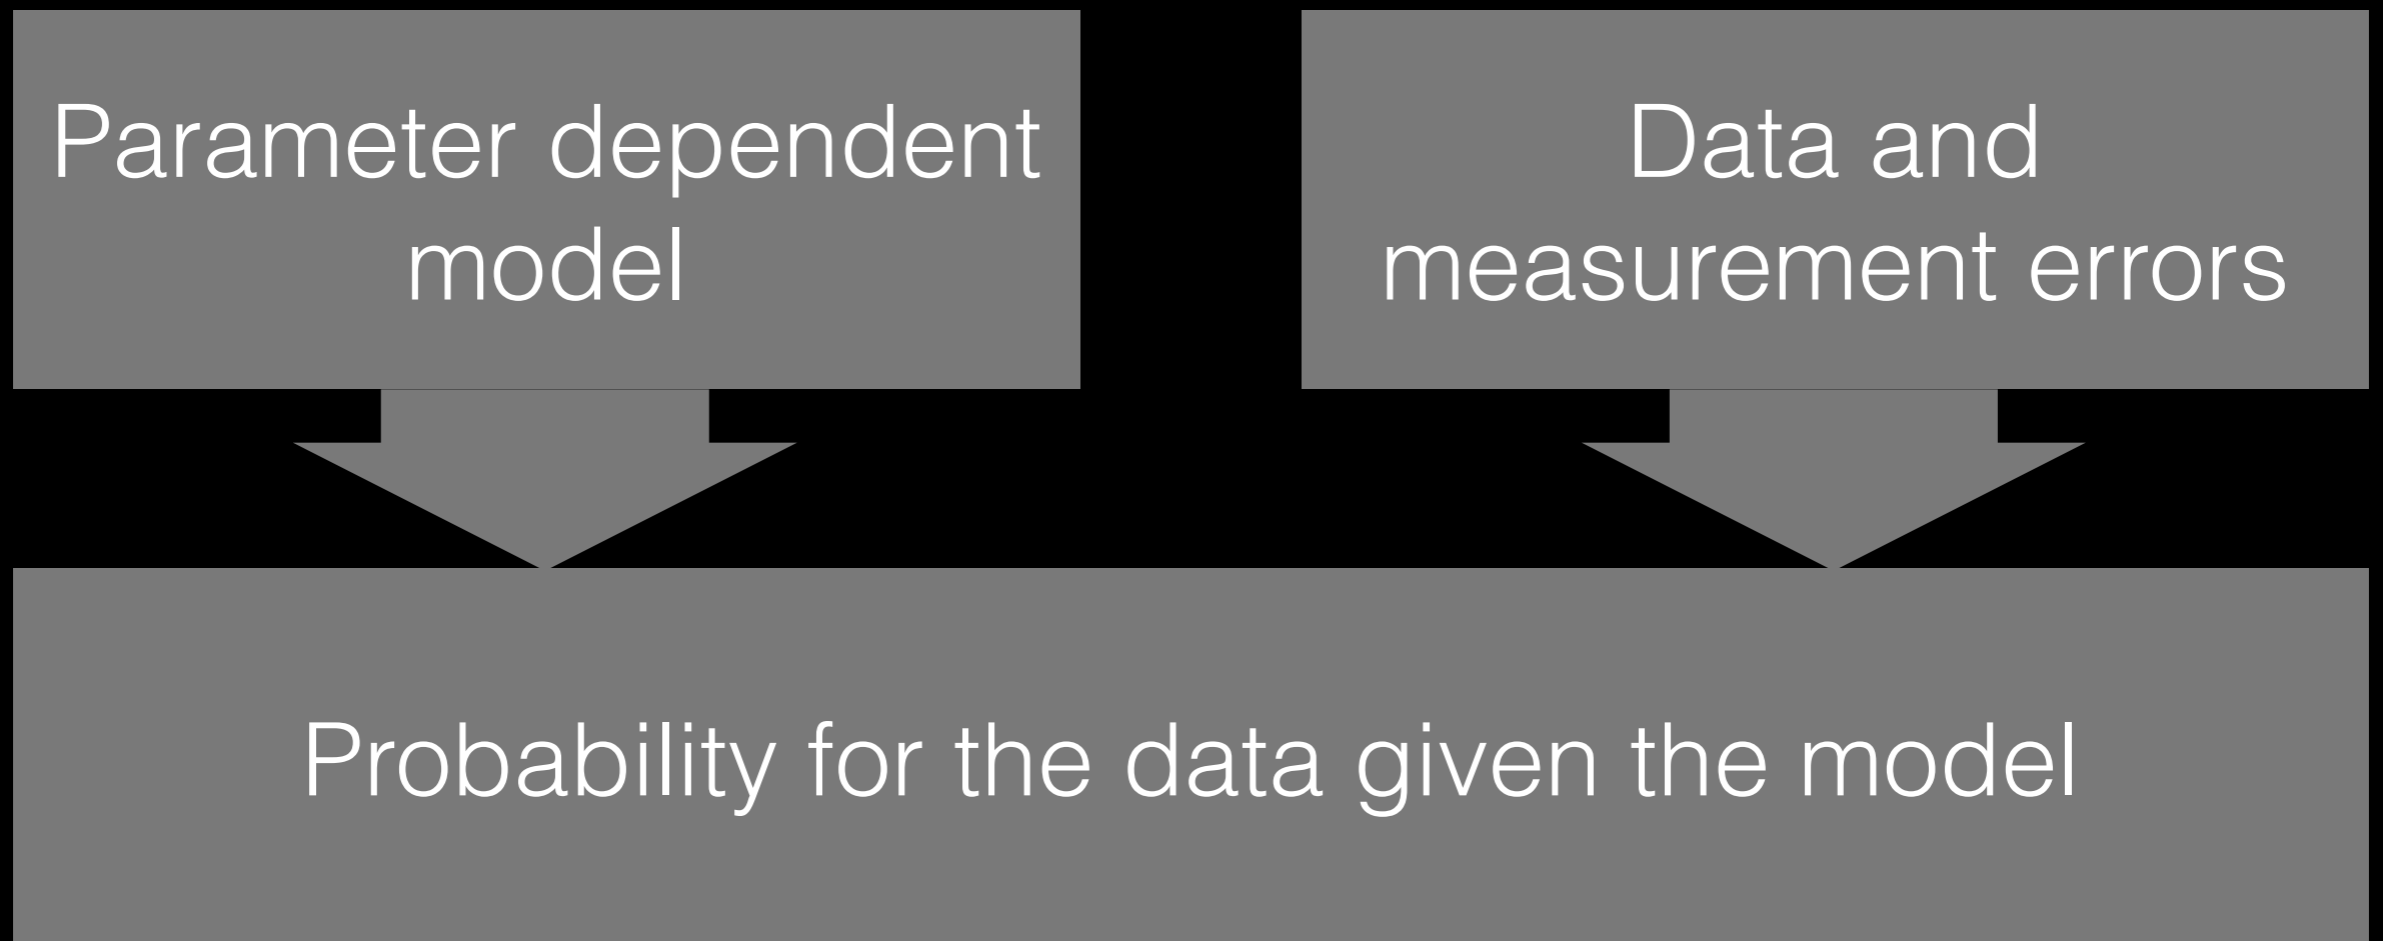 Parameter dependent
model
Data and
measurement errors
Probability for the data given the model